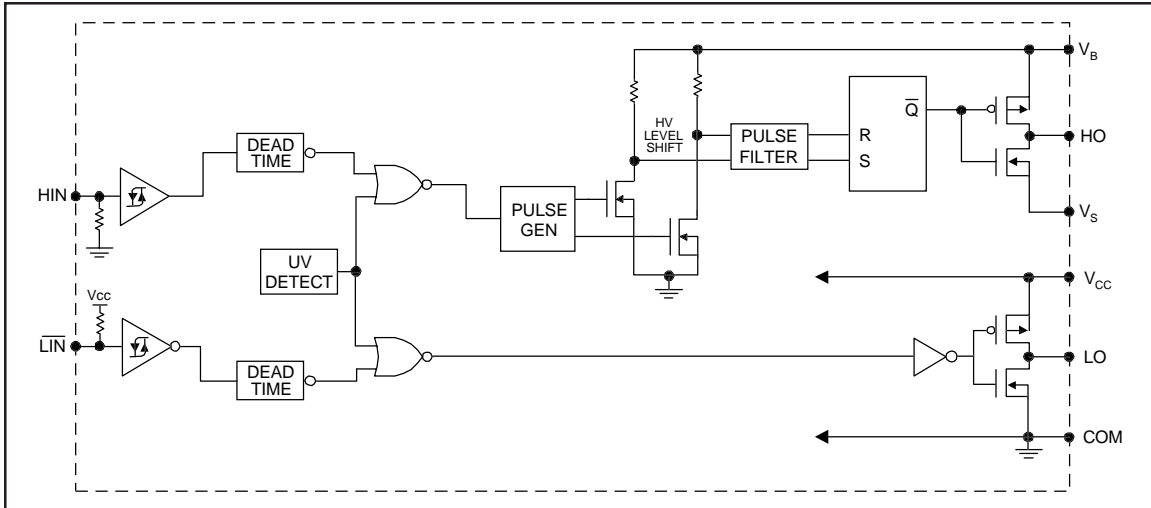 V_B
HV
LEVEL
SHIFT
Q̅
DEAD
TIME
PULSE
FILTER
R
S
HO
HIN
PULSE
GEN
V_S
UV
DETECT
V_CC
Vcc
L̅I̅N̅
DEAD
TIME
LO
COM